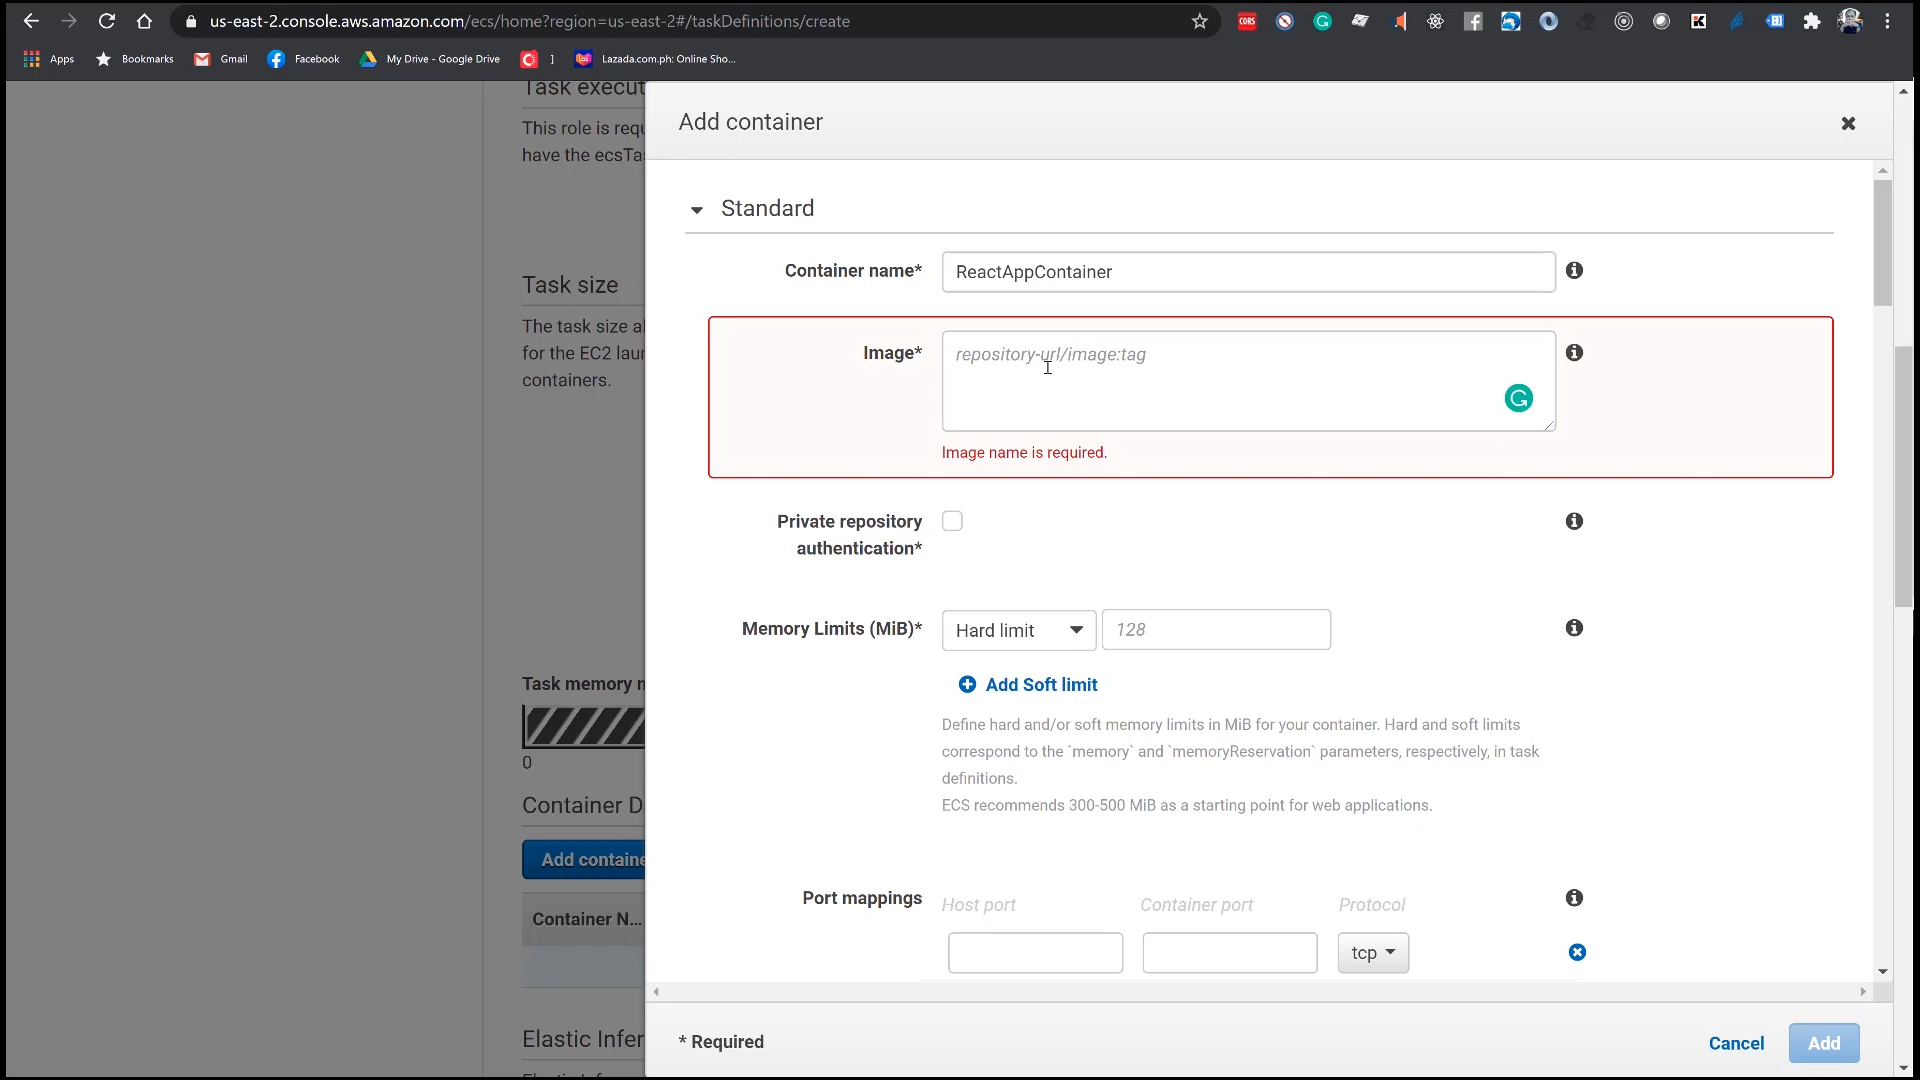 us-east-2.console.aws.amazon.com/ecs/home?region=us-east-2#/taskDefinitions/create
Apps Bookmarks Gmail Facebook My Drive - Google Drive ] Lazada.com.ph: Online Sho...
Task execut
This role is requ
have the ecsTa
Task size
The task size al
for the EC2 laun
containers.
Task memory m
0
Container D
Add containe
Container N...
Elastic Infer
Add container
Standard
Container name* ReactAppContainer
Image* repository-url/image:tag
Image name is required.
Private repository
authentication*
Memory Limits (MiB)* Hard limit 128
Add Soft limit
Define hard and/or soft memory limits in MiB for your container. Hard and soft limits
correspond to the `memory` and `memoryReservation` parameters, respectively, in task
definitions.
ECS recommends 300-500 MiB as a starting point for web applications.
Port mappings Host port Container port Protocol
tcp
* Required Cancel Add